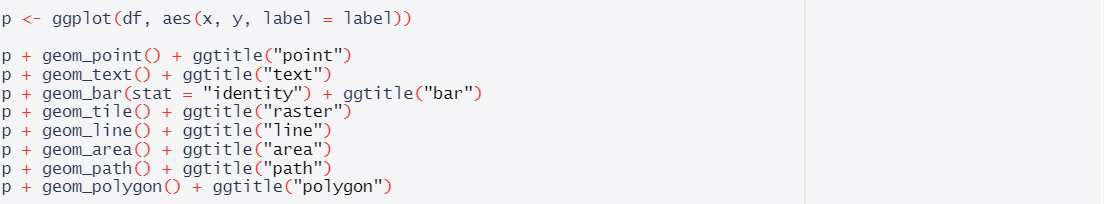 p <- ggplot(df, aes(x, y, label = label))
p + geom_point() + ggtitle("point")
p + geom_text() + ggtitle("text")
p + geom_bar(stat = "identity") + ggtitle("bar")
p + geom_tile() + ggtitle("raster")
p + geom_line() + ggtitle("line")
p + geom_area() + ggtitle("area")
p + geom_path() + ggtitle("path")
p + geom_polygon() + ggtitle("polygon")